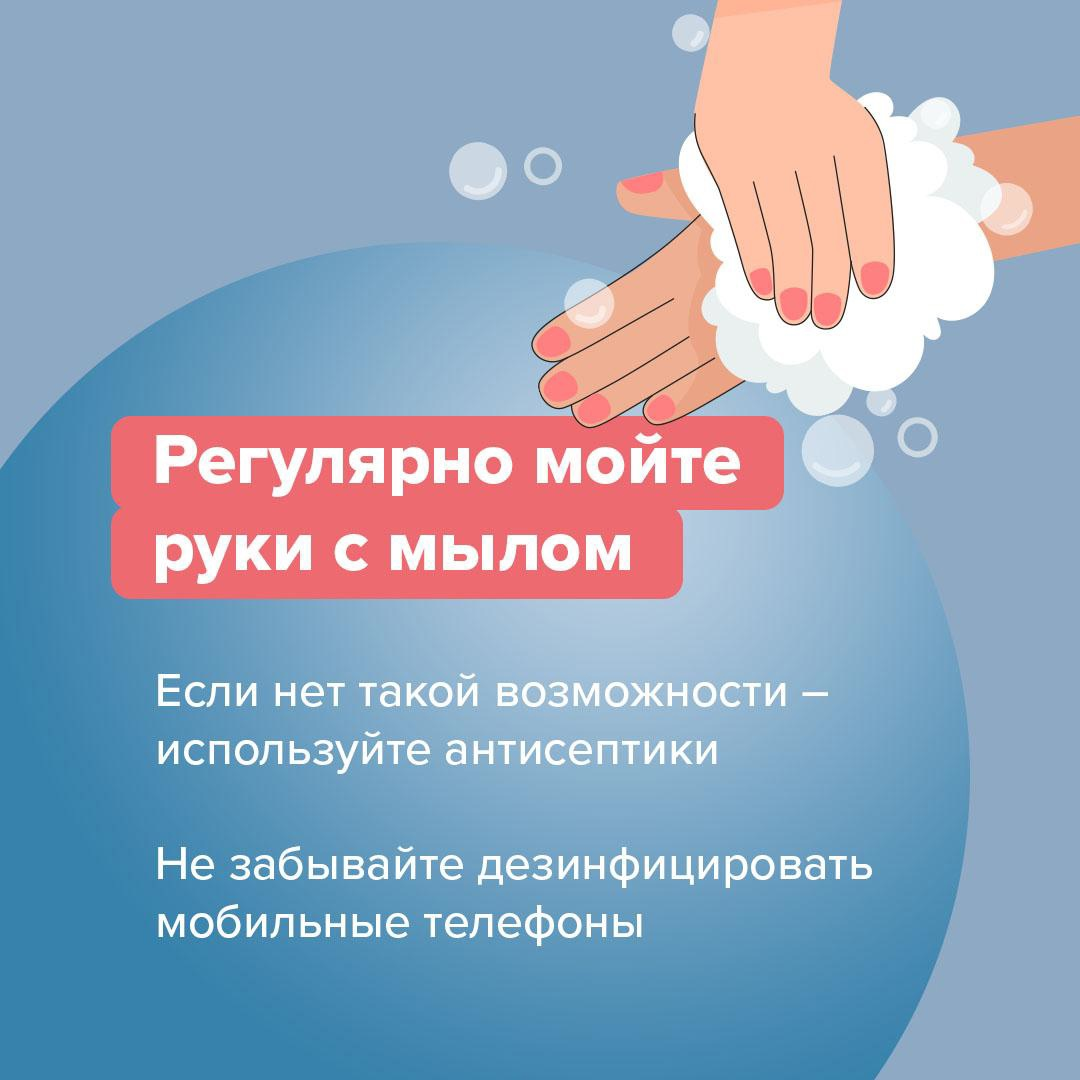 Регулярно мойте
руки с мылом
Если нет такой возможности –
используйте антисептики
Не забывайте дезинфицировать
мобильные телефоны